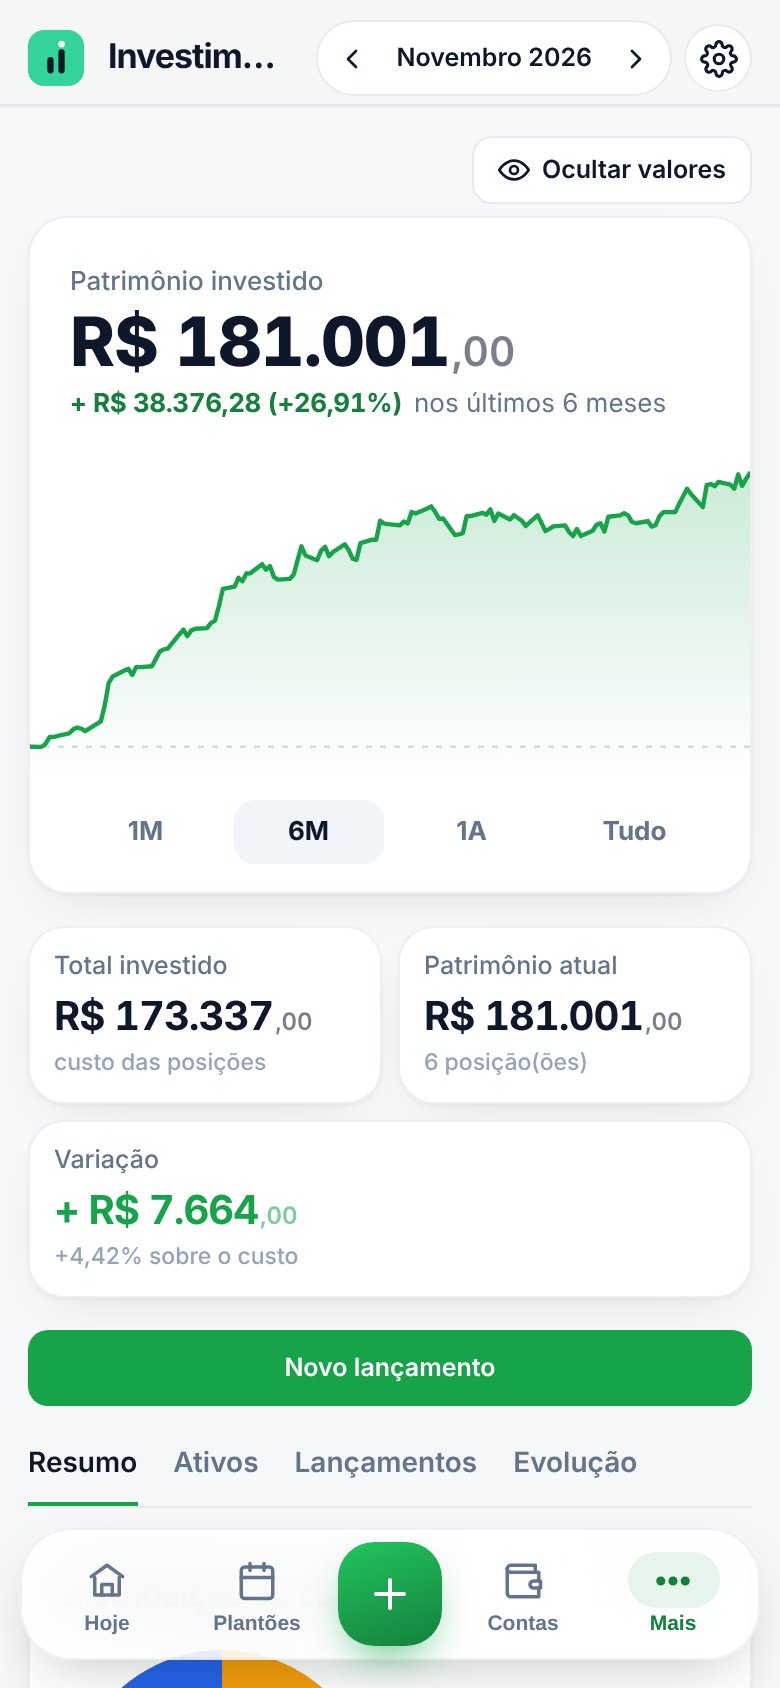 Investim...
Novembro 2026
Ocultar valores
Patrimônio investido
R$ 181.001,00
+ R$ 38.376,28 (+26,91%) nos últimos 6 meses
1M 6M 1A Tudo
Total investido
R$ 173.337,00
custo das posições
Patrimônio atual
R$ 181.001,00
6 posição(ões)
Variação
+ R$ 7.664,00
+4,42% sobre o custo
Novo lançamento
Resumo Ativos Lançamentos Evolução
Hoje Plantões Contas Mais